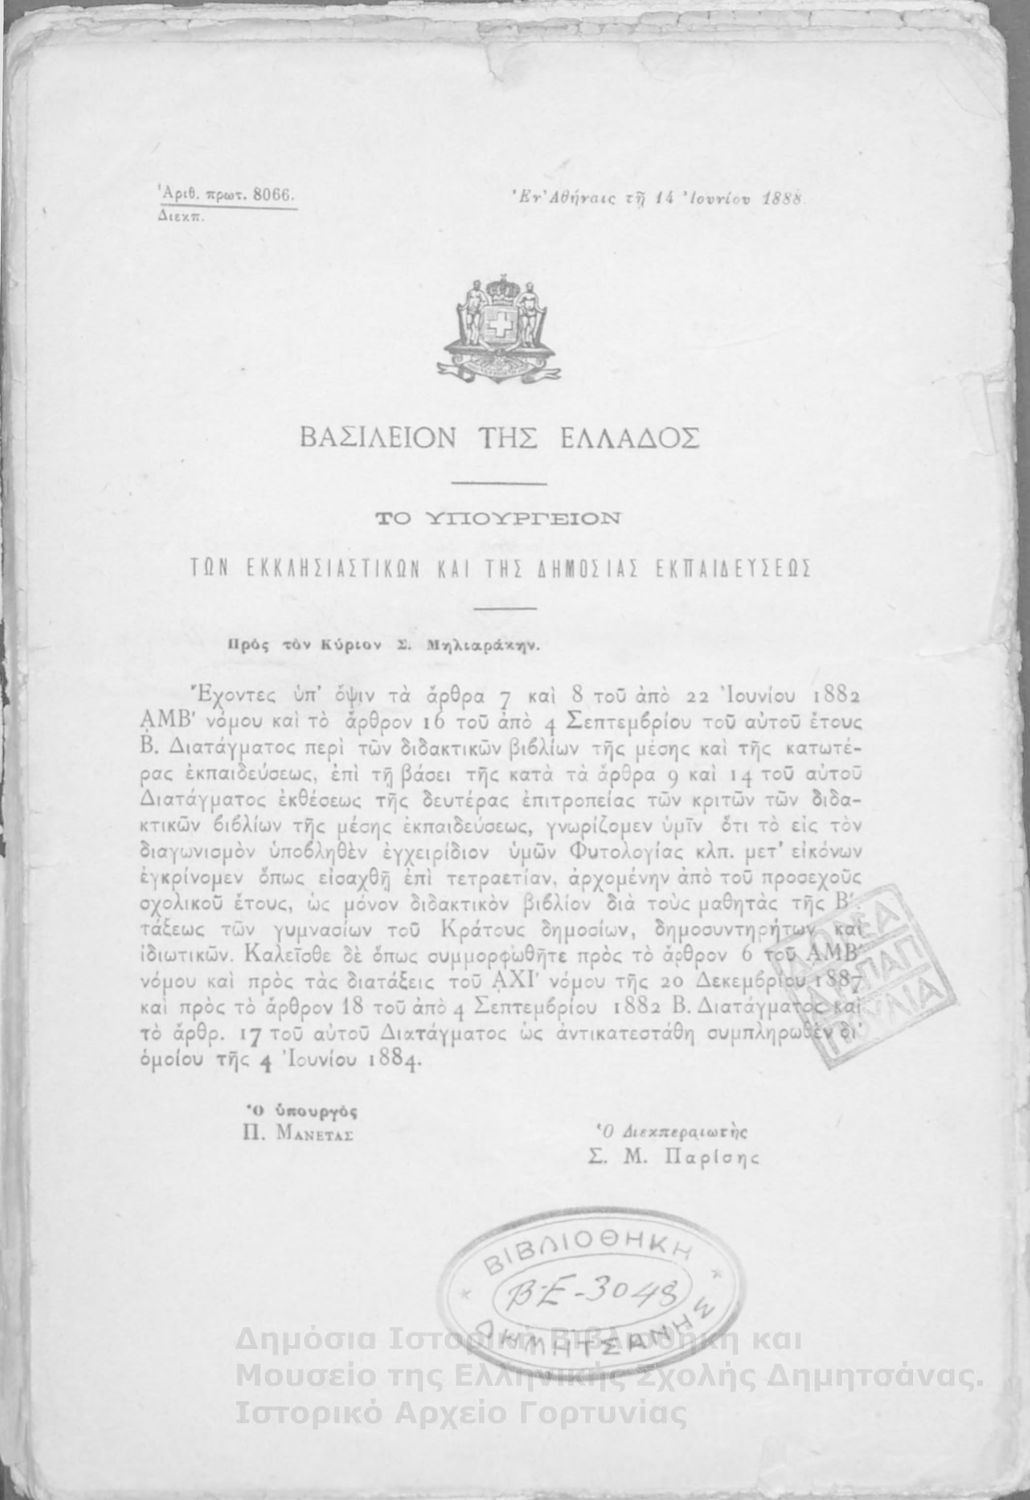 Ἀριθ. πρωτ. 8066.
Διεκπ.
Ἐν Ἀθήναις τῇ 14 Ἰουνίου 1888.
ΒΑΣΙΛΕΙΟΝ ΤΗΣ ΕΛΛΑΔΟΣ
ΤΟ ΥΠΟΥΡΓΕΙΟΝ
ΤΩΝ ΕΚΚΛΗΣΙΑΣΤΙΚΩΝ ΚΑΙ ΤΗΣ ΔΗΜΟΣΙΑΣ ΕΚΠΑΙΔΕΥΣΕΩΣ
Πρὸς τὸν Κύριον Σ. Μηλιαράκην.
Ἔχοντες ὑπ' ὄψιν τὰ ἄρθρα 7 καὶ 8 τοῦ ἀπὸ 22 Ἰουνίου 1882
ͺΑΜΒ' νόμου καὶ τὸ ἄρθρον 16 τοῦ ἀπὸ 4 Σεπτεμβρίου τοῦ αὐτοῦ ἔτους
Β. Διατάγματος περὶ τῶν διδακτικῶν βιβλίων τῆς μέσης καὶ τῆς κατωτέ-
ρας ἐκπαιδεύσεως, ἐπὶ τῇ βάσει τῆς κατὰ τὰ ἄρθρα 9 καὶ 14 τοῦ αὐτοῦ
Διατάγματος ἐκθέσεως τῆς δευτέρας ἐπιτροπείας τῶν κριτῶν τῶν διδα-
κτικῶν βιβλίων τῆς μέσης ἐκπαιδεύσεως, γνωρίζομεν ὑμῖν ὅτι τὸ εἰς τὸν
διαγωνισμὸν ὑποβληθὲν ἐγχειρίδιον ὑμῶν Φυτολογίας κλπ. μετ' εἰκόνων
ἐγκρίνομεν ὅπως εἰσαχθῇ ἐπὶ τετραετίαν, ἀρχομένην ἀπὸ τοῦ προσεχοῦς
σχολικοῦ ἔτους, ὡς μόνον διδακτικὸν βιβλίον διὰ τοὺς μαθητὰς τῆς Β'.
τάξεως τῶν γυμνασίων τοῦ Κράτους δημοσίων, δημοσυντηρήτων καὶ
ἰδιωτικῶν. Καλεῖσθε δὲ ὅπως συμμορφωθῆτε πρὸς τὸ ἄρθρον 6 τοῦ ͺΑΜΒ'
νόμου καὶ πρὸς τὰς διατάξεις τοῦ ͺΑΧΙ' νόμου τῆς 20 Δεκεμβρίου 1887
καὶ πρὸς τὸ ἄρθρον 18 τοῦ ἀπὸ 4 Σεπτεμβρίου 1882 Β. Διατάγματος καὶ
τὸ ἄρθρ. 17 τοῦ αὐτοῦ Διατάγματος ὡς ἀντικατεστάθη συμπληρωθὲν δι'
ὁμοίου τῆς 4 Ἰουνίου 1884.
Ὁ ὑπουργὸς
Π. ΜΑΝΕΤΑΣ
Ὁ Διεκπεραιωτὴς
Σ. Μ. Παρίσης
ΔΩΡΕΑ
ΒΙΒΛΙΟΘΗΚΗ
ΒΕ-3048
ΔΗΜΗΤΣΑΝΗΣ
Δημόσια Ιστορική Βιβλιοθήκη και
Μουσείο της Ελληνικής Σχολής Δημητσάνας.
Ιστορικό Αρχείο Γορτυνίας